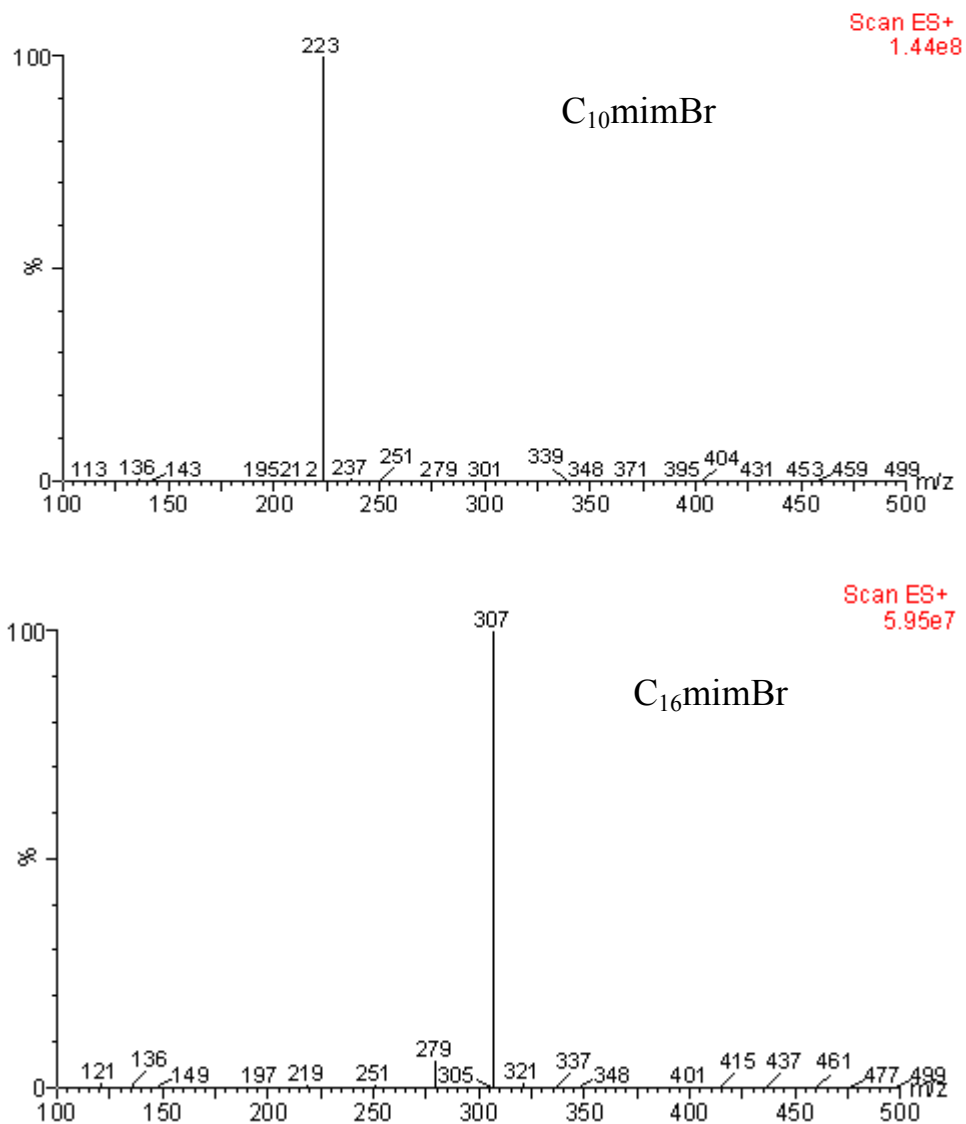 Scan ES+
1.44e8
100
223
C10mimBr
%
0
113 136 143 195 21 2 237 251 279 301 339 348 371 395 404 431 453 459 499
m/z
100 150 200 250 300 350 400 450 500
Scan ES+
5.95e7
100
307
C16mimBr
%
0
121 136 149 197 219 251 279 305 321 337 348 401 415 437 461 477 499
m/z
100 150 200 250 300 350 400 450 500